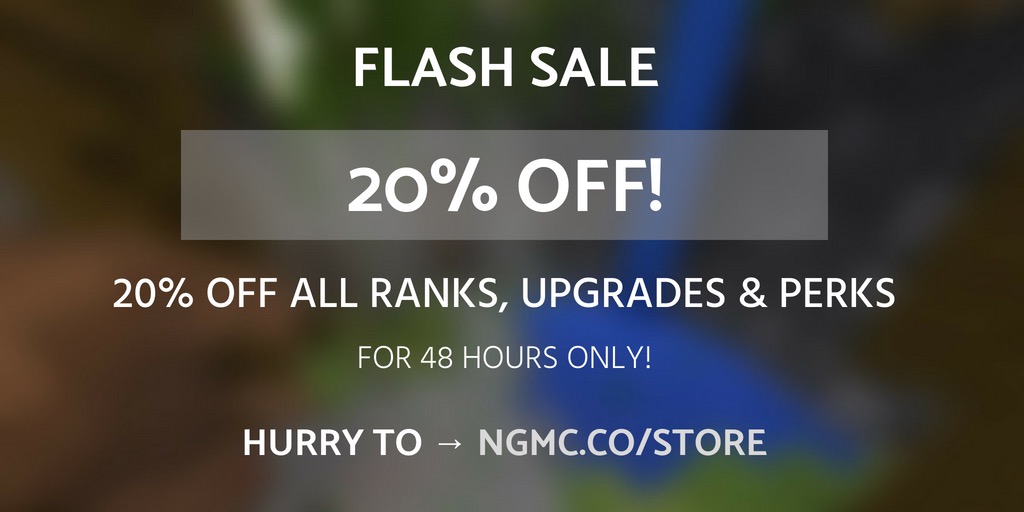 FLASH SALE
20% OFF!
20% OFF ALL RANKS, UPGRADES & PERKS
FOR 48 HOURS ONLY!
HURRY TO → NGMC.CO/STORE